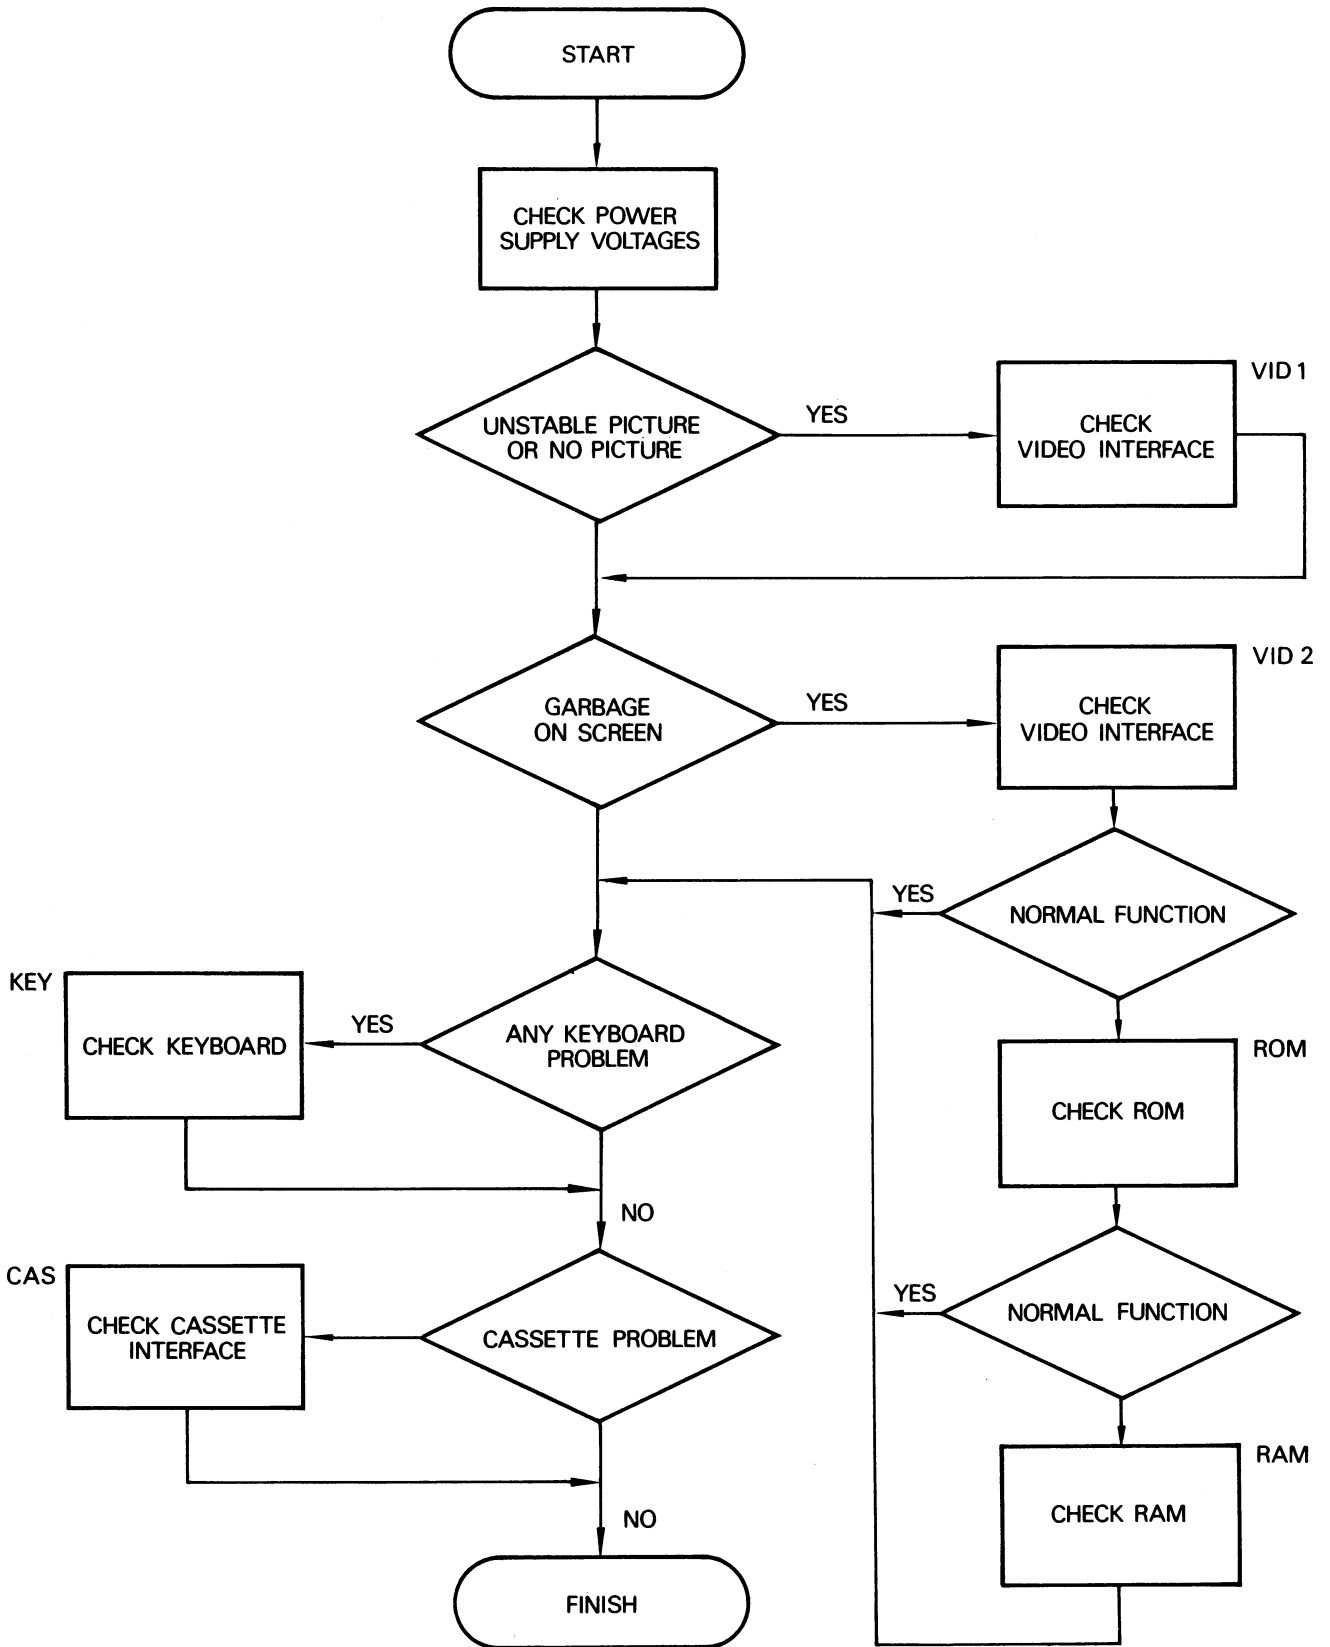 START
CHECK POWER
SUPPLY VOLTAGES
UNSTABLE PICTURE
OR NO PICTURE
YES
CHECK
VIDEO INTERFACE
VID 1
GARBAGE
ON SCREEN
YES
CHECK
VIDEO INTERFACE
VID 2
YES
NORMAL FUNCTION
KEY
CHECK KEYBOARD
YES
ANY KEYBOARD
PROBLEM
NO
CHECK ROM
ROM
CAS
CHECK CASSETTE
INTERFACE
CASSETTE PROBLEM
NO
YES
NORMAL FUNCTION
CHECK RAM
RAM
FINISH